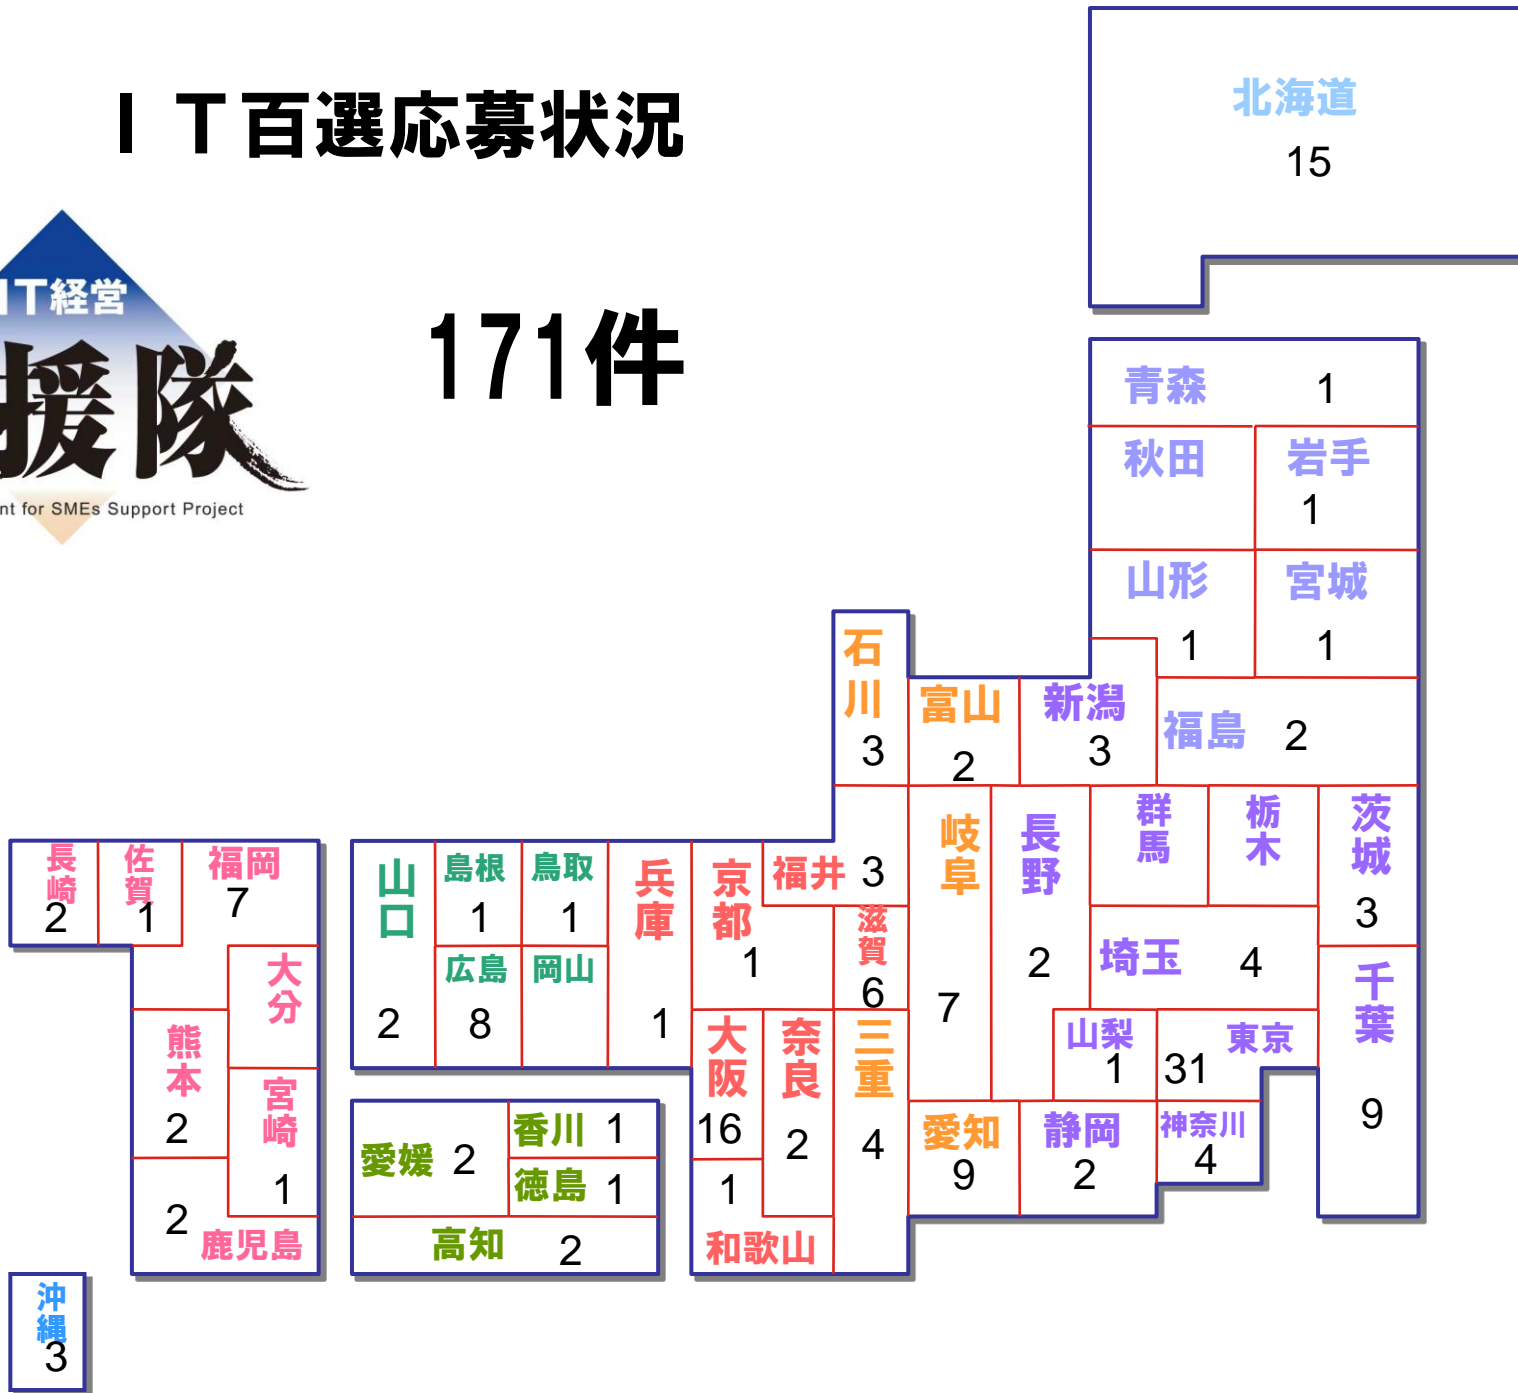 ＩＴ百選応募状況
171件
IT経営
援隊
nt for SMEs Support Project
北海道
15
青森 1
秋田
岩手
1
山形
1
宮城
1
福島 2
石川
3
富山
2
新潟
3
福井 3
岐阜
7
長野
2
群馬
栃木
茨城
3
埼玉 4
千葉
9
山梨
1
東京
31
神奈川
4
静岡
2
愛知
9
三重
4
滋賀
6
京都
1
奈良
2
大阪
16
1
和歌山
兵庫
1
鳥取
1
岡山
島根
1
広島
8
山口
2
香川 1
徳島 1
愛媛 2
高知 2
福岡
7
佐賀
1
長崎
2
大分
熊本
2
宮崎
1
2
鹿児島
沖縄
3